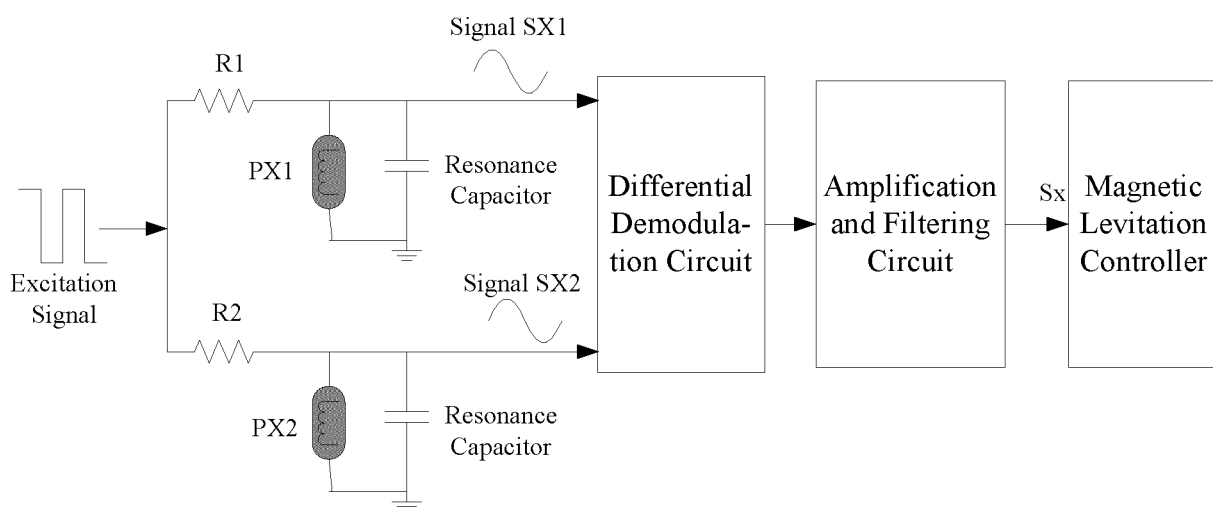 Signal SX1
R1
PX1
Resonance
Capacitor
Excitation
Signal
Signal SX2
R2
PX2
Resonance
Capacitor
Differential
Demodula-
tion Circuit
Amplification
and Filtering
Circuit
Sx
Magnetic
Levitation
Controller